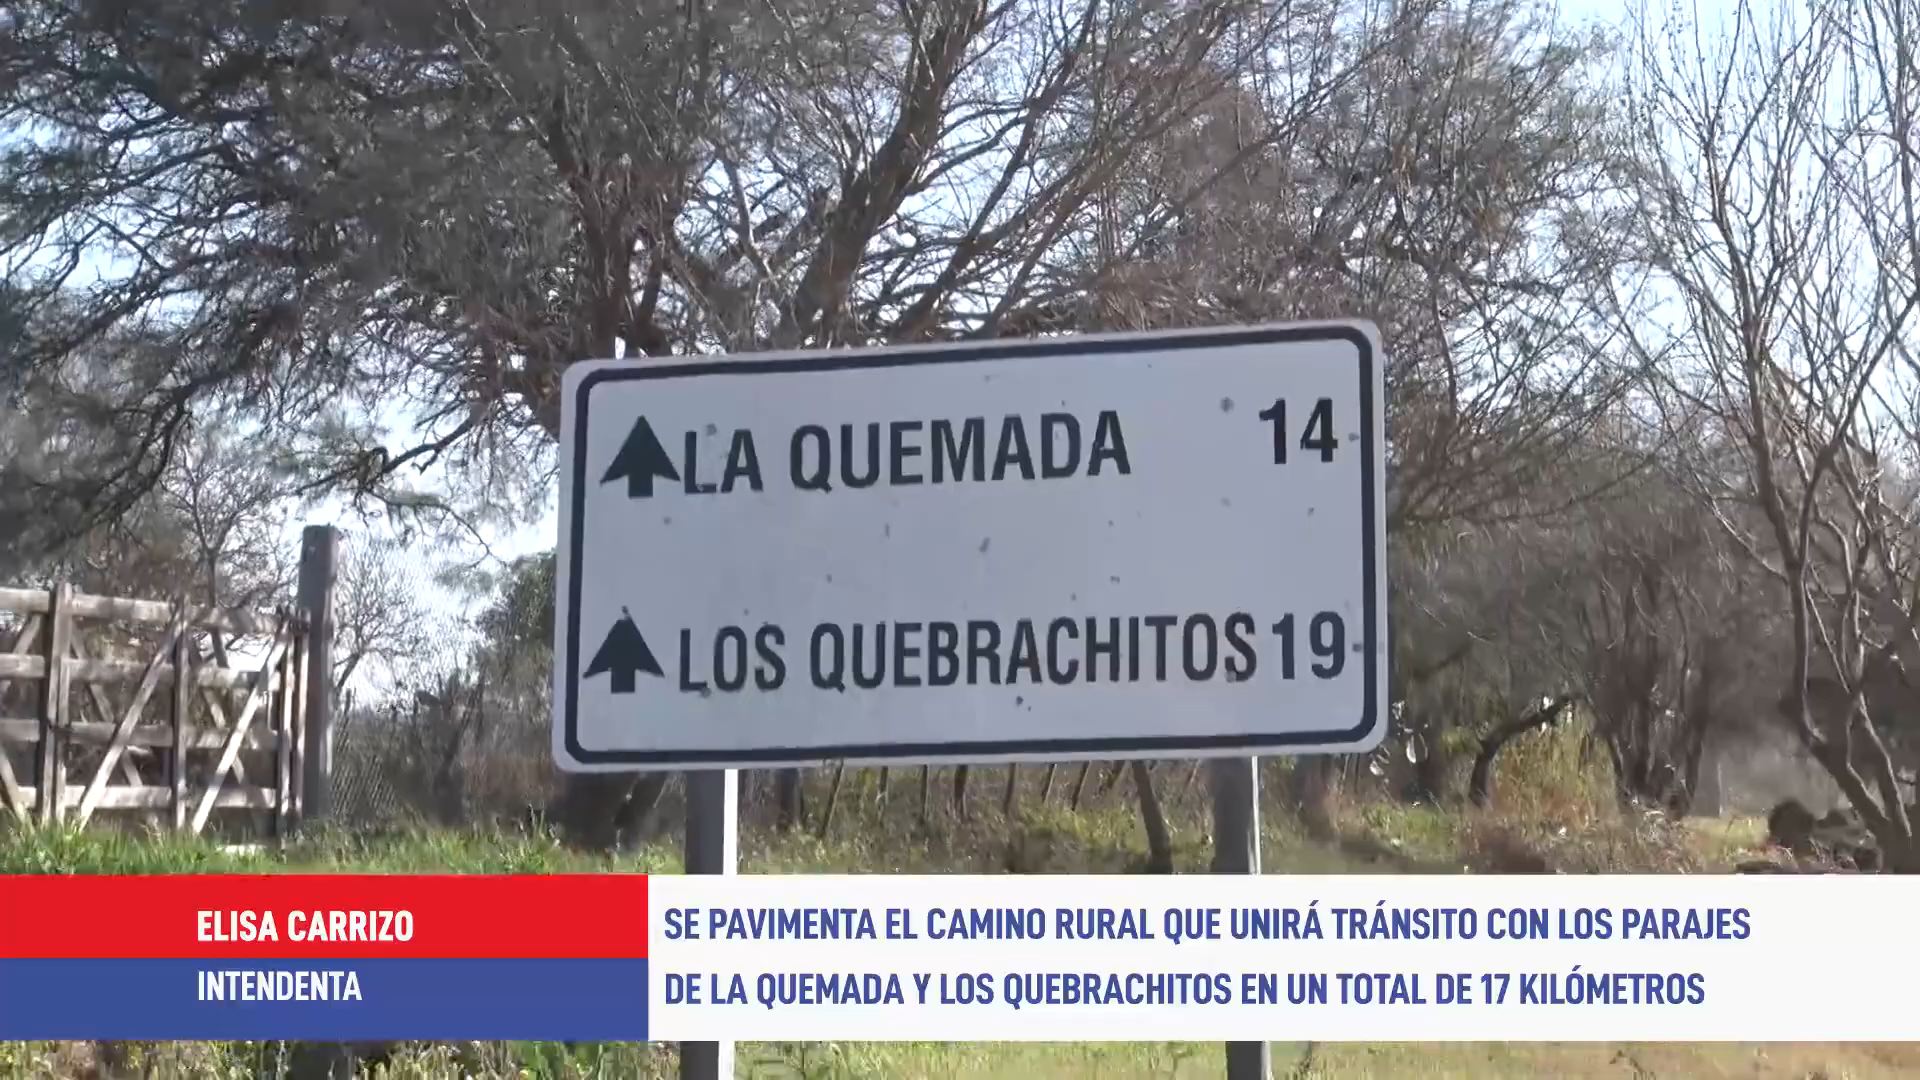 LA QUEMADA 14
LOS QUEBRACHITOS 19
ELISA CARRIZO
INTENDENTA
SE PAVIMENTA EL CAMINO RURAL QUE UNIRÁ TRÁNSITO CON LOS PARAJES
DE LA QUEMADA Y LOS QUEBRACHITOS EN UN TOTAL DE 17 KILÓMETROS